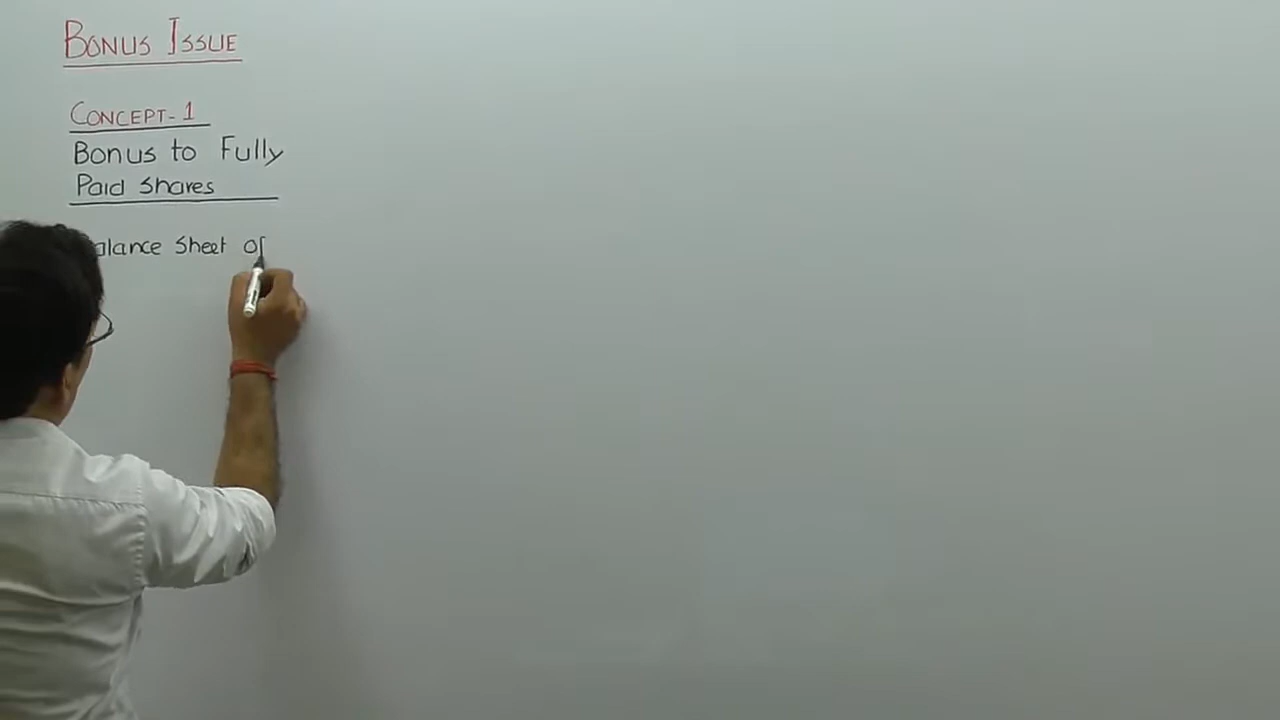 BONUS ISSUE
CONCEPT-1
Bonus to Fully
Paid Shares
alance Sheet of